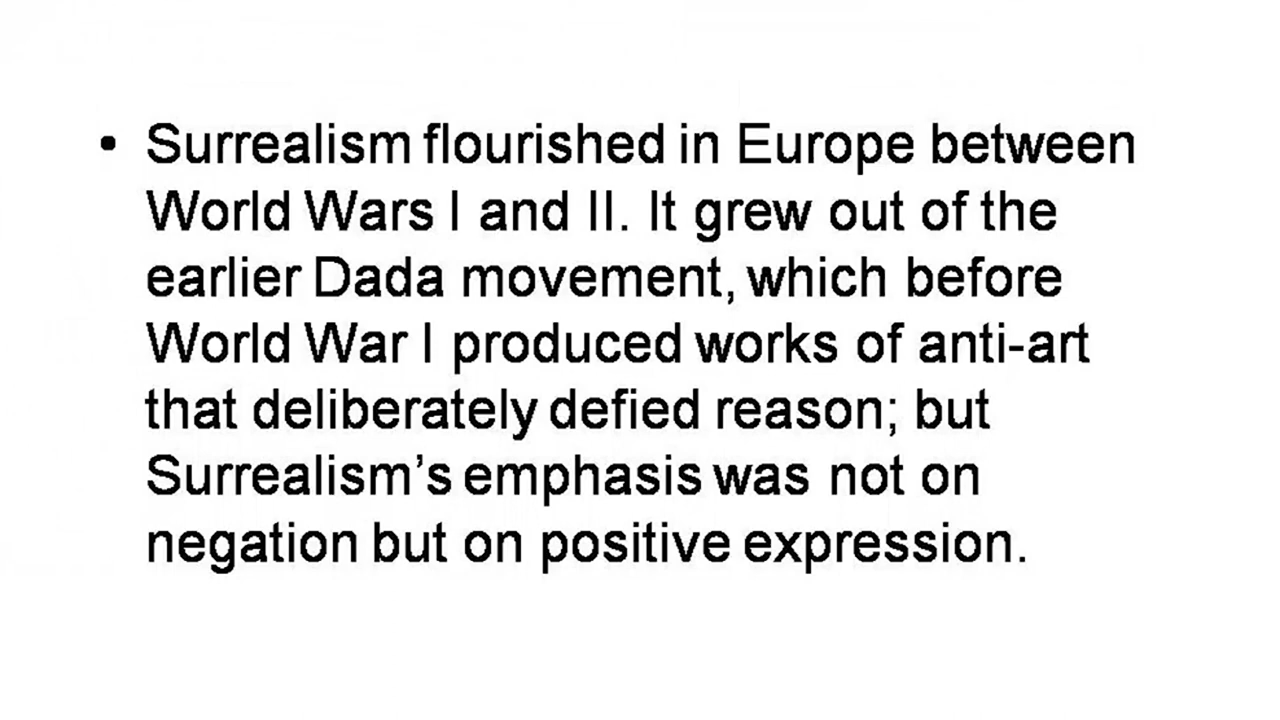 • Surrealism flourished in Europe between
World Wars I and II. It grew out of the
earlier Dada movement, which before
World War I produced works of anti-art
that deliberately defied reason; but
Surrealism’s emphasis was not on
negation but on positive expression.